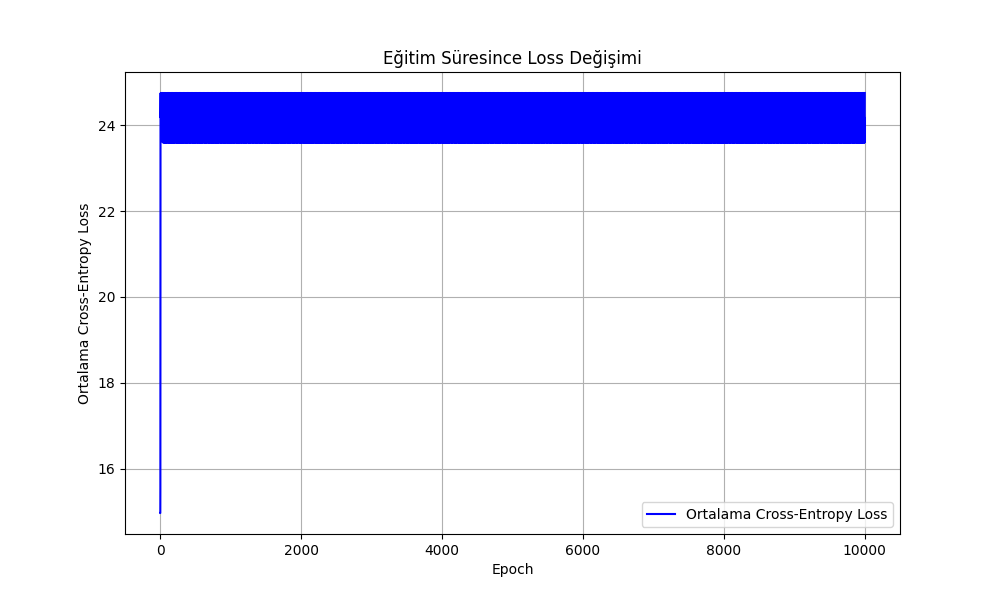 Eğitim Süresince Loss Değişimi
Ortalama Cross-Entropy Loss
24
22
20
18
16
Ortalama Cross-Entropy Loss
0 2000 4000 6000 8000 10000
Epoch